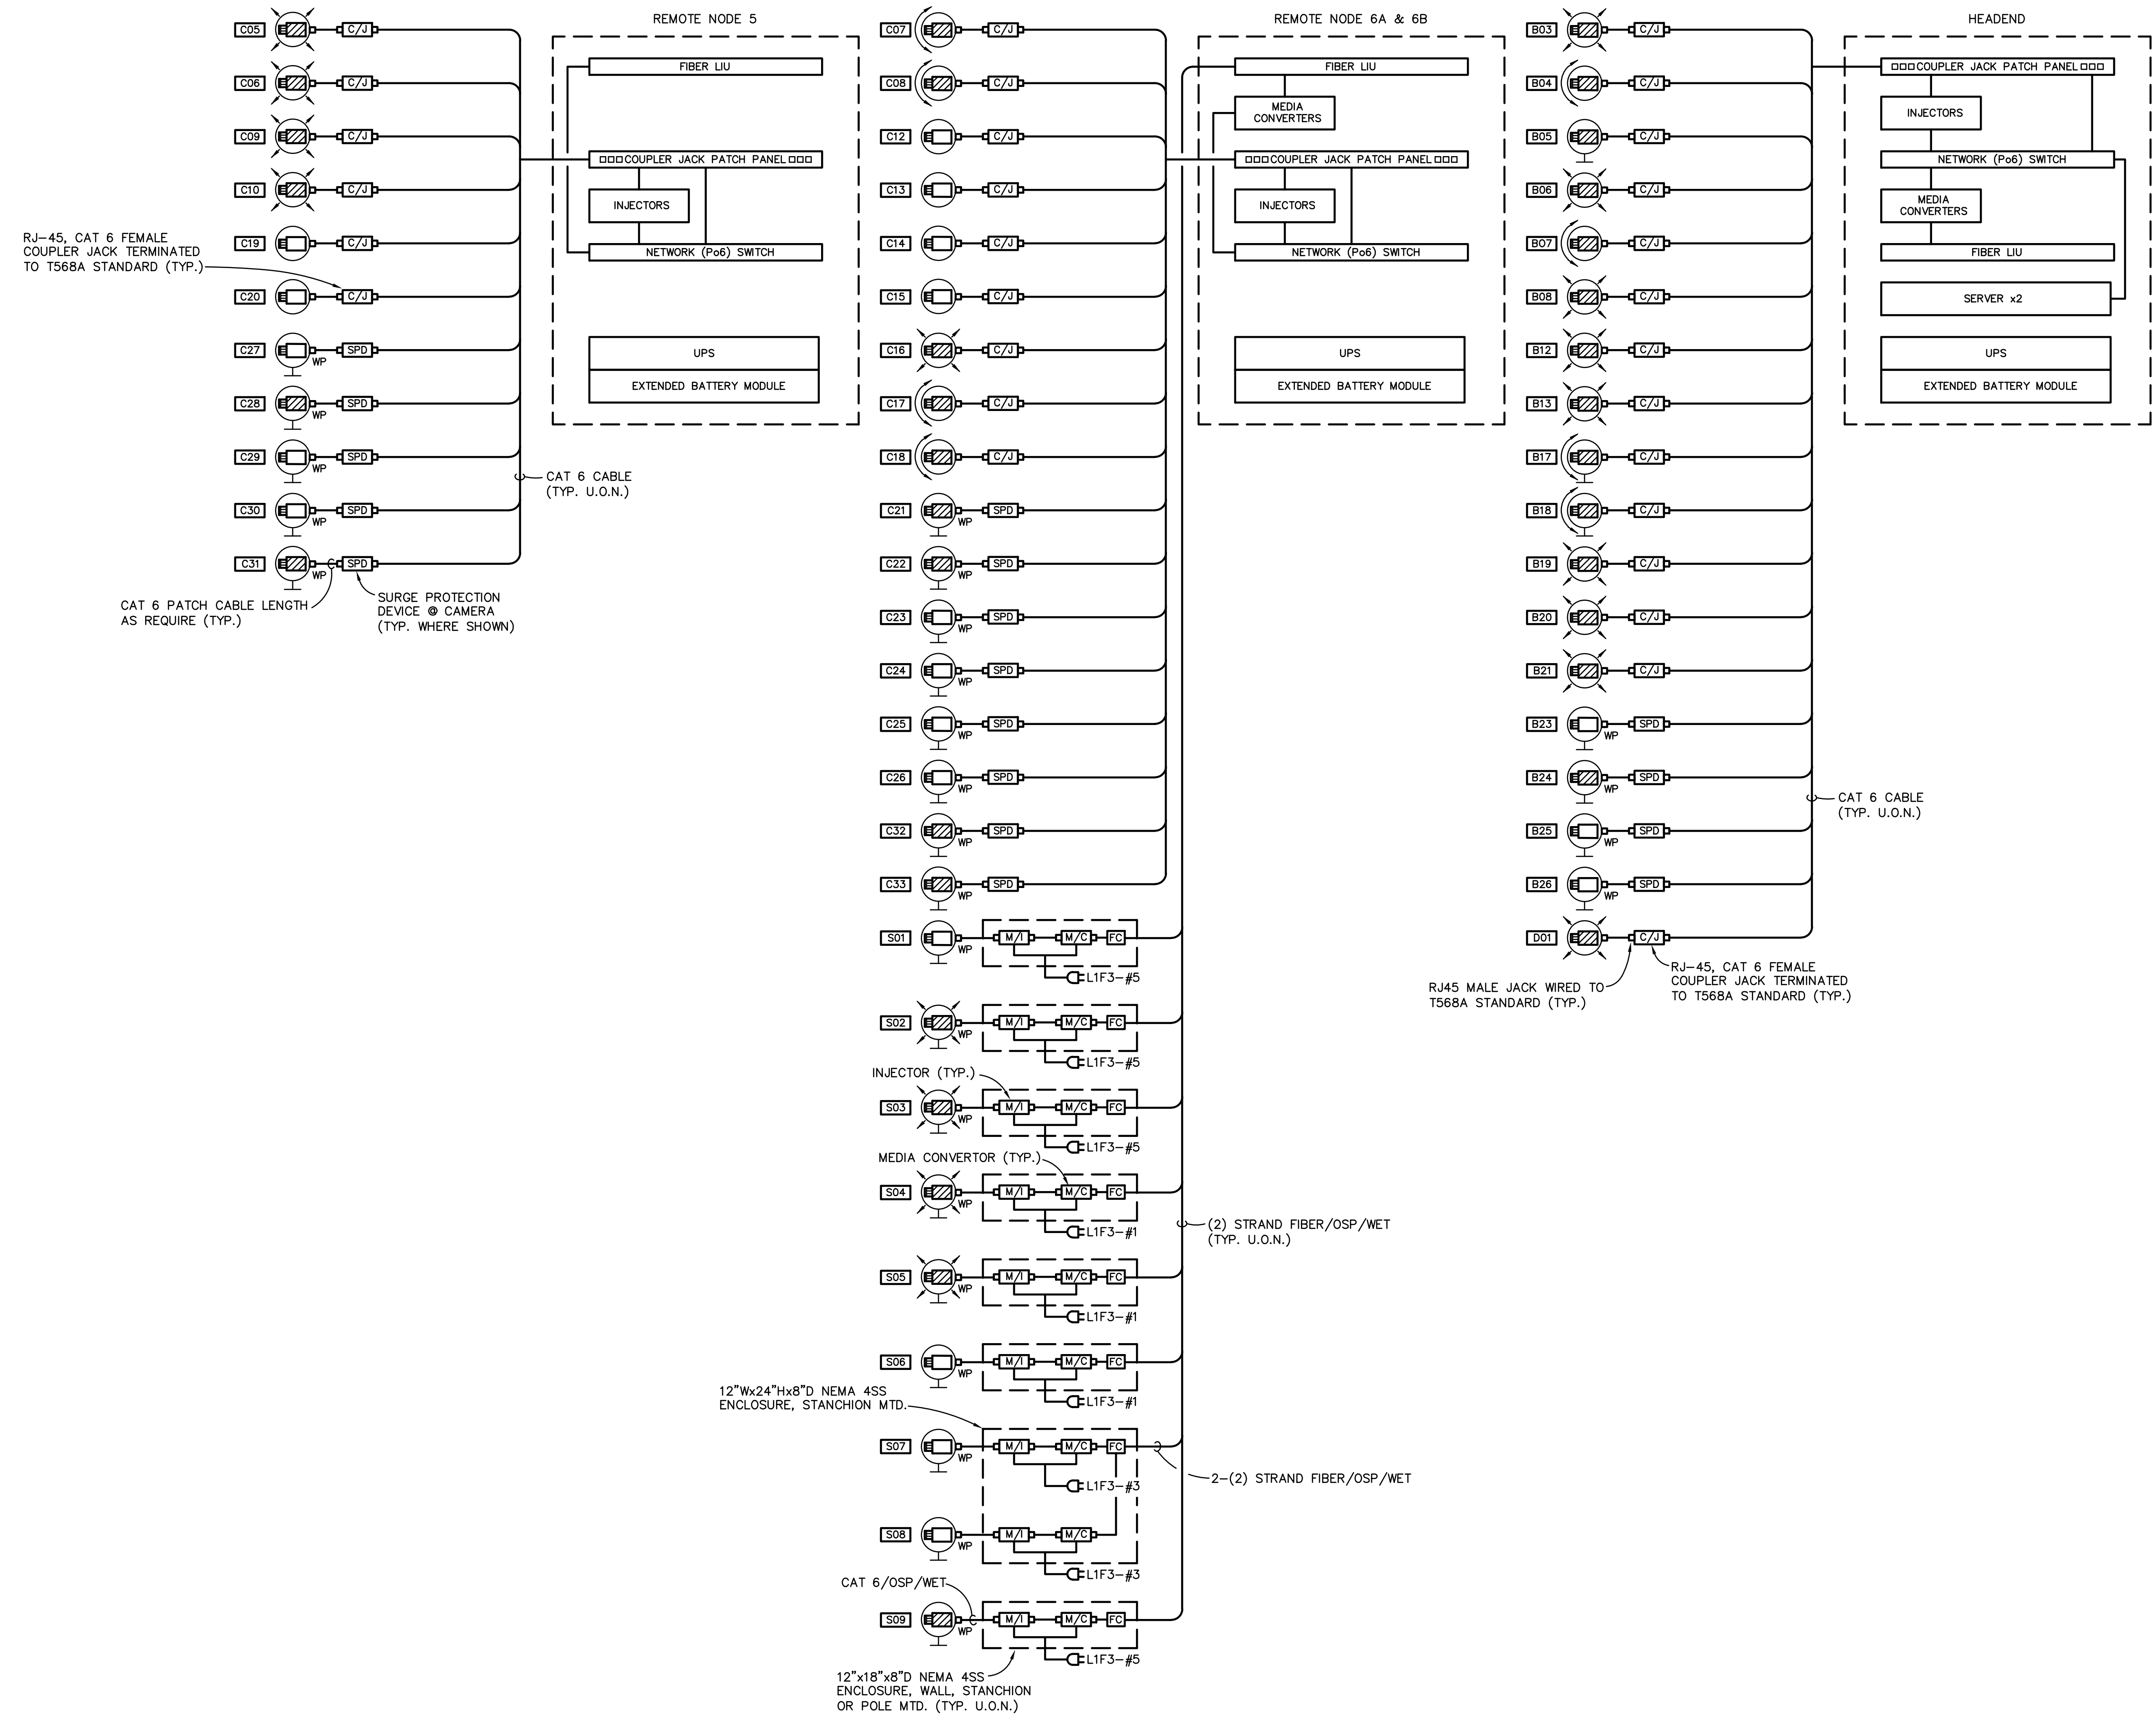 REMOTE NODE 5
C05
C/J
C06
C/J
C09
C/J
C10
C/J
C19
C/J
RJ-45, CAT 6 FEMALE
COUPLER JACK TERMINATED
TO T568A STANDARD (TYP.)
C20
C/J
C27
WP
SPD
C28
WP
SPD
C29
WP
SPD
C30
WP
SPD
C31
WP
SPD
CAT 6 CABLE
(TYP. U.O.N.)
CAT 6 PATCH CABLE LENGTH
AS REQUIRE (TYP.)
SURGE PROTECTION
DEVICE @ CAMERA
(TYP. WHERE SHOWN)
FIBER LIU
COUPLER JACK PATCH PANEL
INJECTORS
NETWORK (Po6) SWITCH
UPS
EXTENDED BATTERY MODULE
REMOTE NODE 6A & 6B
C07
C/J
C08
C/J
C12
C/J
C13
C/J
C14
C/J
C15
C/J
C16
C/J
C17
C/J
C18
C/J
C21
WP
SPD
C22
WP
SPD
C23
WP
SPD
C24
WP
SPD
C25
WP
SPD
C26
WP
SPD
C32
WP
SPD
C33
WP
SPD
FIBER LIU
MEDIA
CONVERTERS
COUPLER JACK PATCH PANEL
INJECTORS
NETWORK (Po6) SWITCH
UPS
EXTENDED BATTERY MODULE
S01
WP
M/I
M/C
FC
L1F3-#5
S02
WP
M/I
M/C
FC
L1F3-#5
INJECTOR (TYP.)
S03
WP
M/I
M/C
FC
L1F3-#5
MEDIA CONVERTOR (TYP.)
S04
WP
M/I
M/C
FC
L1F3-#1
(2) STRAND FIBER/OSP/WET
(TYP. U.O.N.)
S05
WP
M/I
M/C
FC
L1F3-#1
S06
WP
M/I
M/C
FC
L1F3-#1
12"Wx24"Hx8"D NEMA 4SS
ENCLOSURE, STANCHION MTD.
S07
WP
M/I
M/C
FC
L1F3-#3
2-(2) STRAND FIBER/OSP/WET
S08
WP
M/I
M/C
L1F3-#3
CAT 6/OSP/WET
S09
WP
M/I
M/C
FC
L1F3-#5
12"x18"x8"D NEMA 4SS
ENCLOSURE, WALL, STANCHION
OR POLE MTD. (TYP. U.O.N.)
HEADEND
B03
C/J
B04
C/J
B05
C/J
B06
C/J
B07
C/J
B08
C/J
B12
C/J
B13
C/J
B17
C/J
B18
C/J
B19
C/J
B20
C/J
B21
C/J
B23
WP
SPD
B24
WP
SPD
B25
WP
SPD
B26
WP
SPD
D01
C/J
CAT 6 CABLE
(TYP. U.O.N.)
RJ45 MALE JACK WIRED TO
T568A STANDARD (TYP.)
RJ-45, CAT 6 FEMALE
COUPLER JACK TERMINATED
TO T568A STANDARD (TYP.)
COUPLER JACK PATCH PANEL
INJECTORS
NETWORK (Po6) SWITCH
MEDIA
CONVERTERS
FIBER LIU
SERVER x2
UPS
EXTENDED BATTERY MODULE